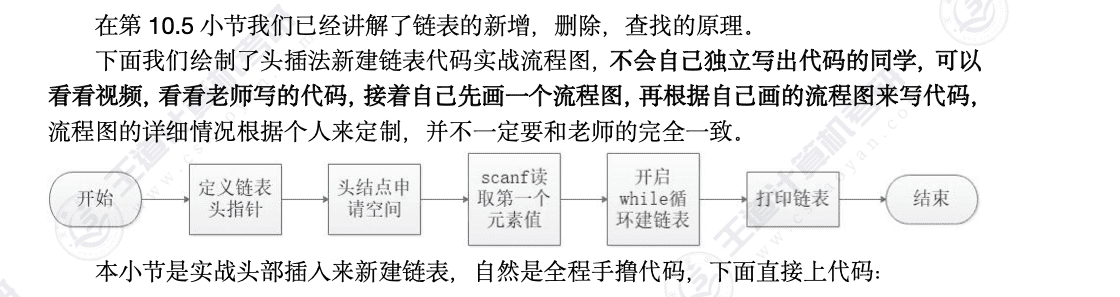 在第 10.5 小节我们已经讲解了链表的新增，删除，查找的原理。
下面我们绘制了头插法新建链表代码实战流程图，不会自己独立写出代码的同学，可以
看看视频，看看老师写的代码，接着自己先画一个流程图，再根据自己画的流程图来写代码，
流程图的详细情况根据个人来定制，并不一定要和老师的完全一致。
开始
定义链表
头指针
头结点申
请空间
scanf读
取第一个
元素值
开启
while循
环建链表
打印链表
结束
本小节是实战头部插入来新建链表，自然是全程手撸代码，下面直接上代码：